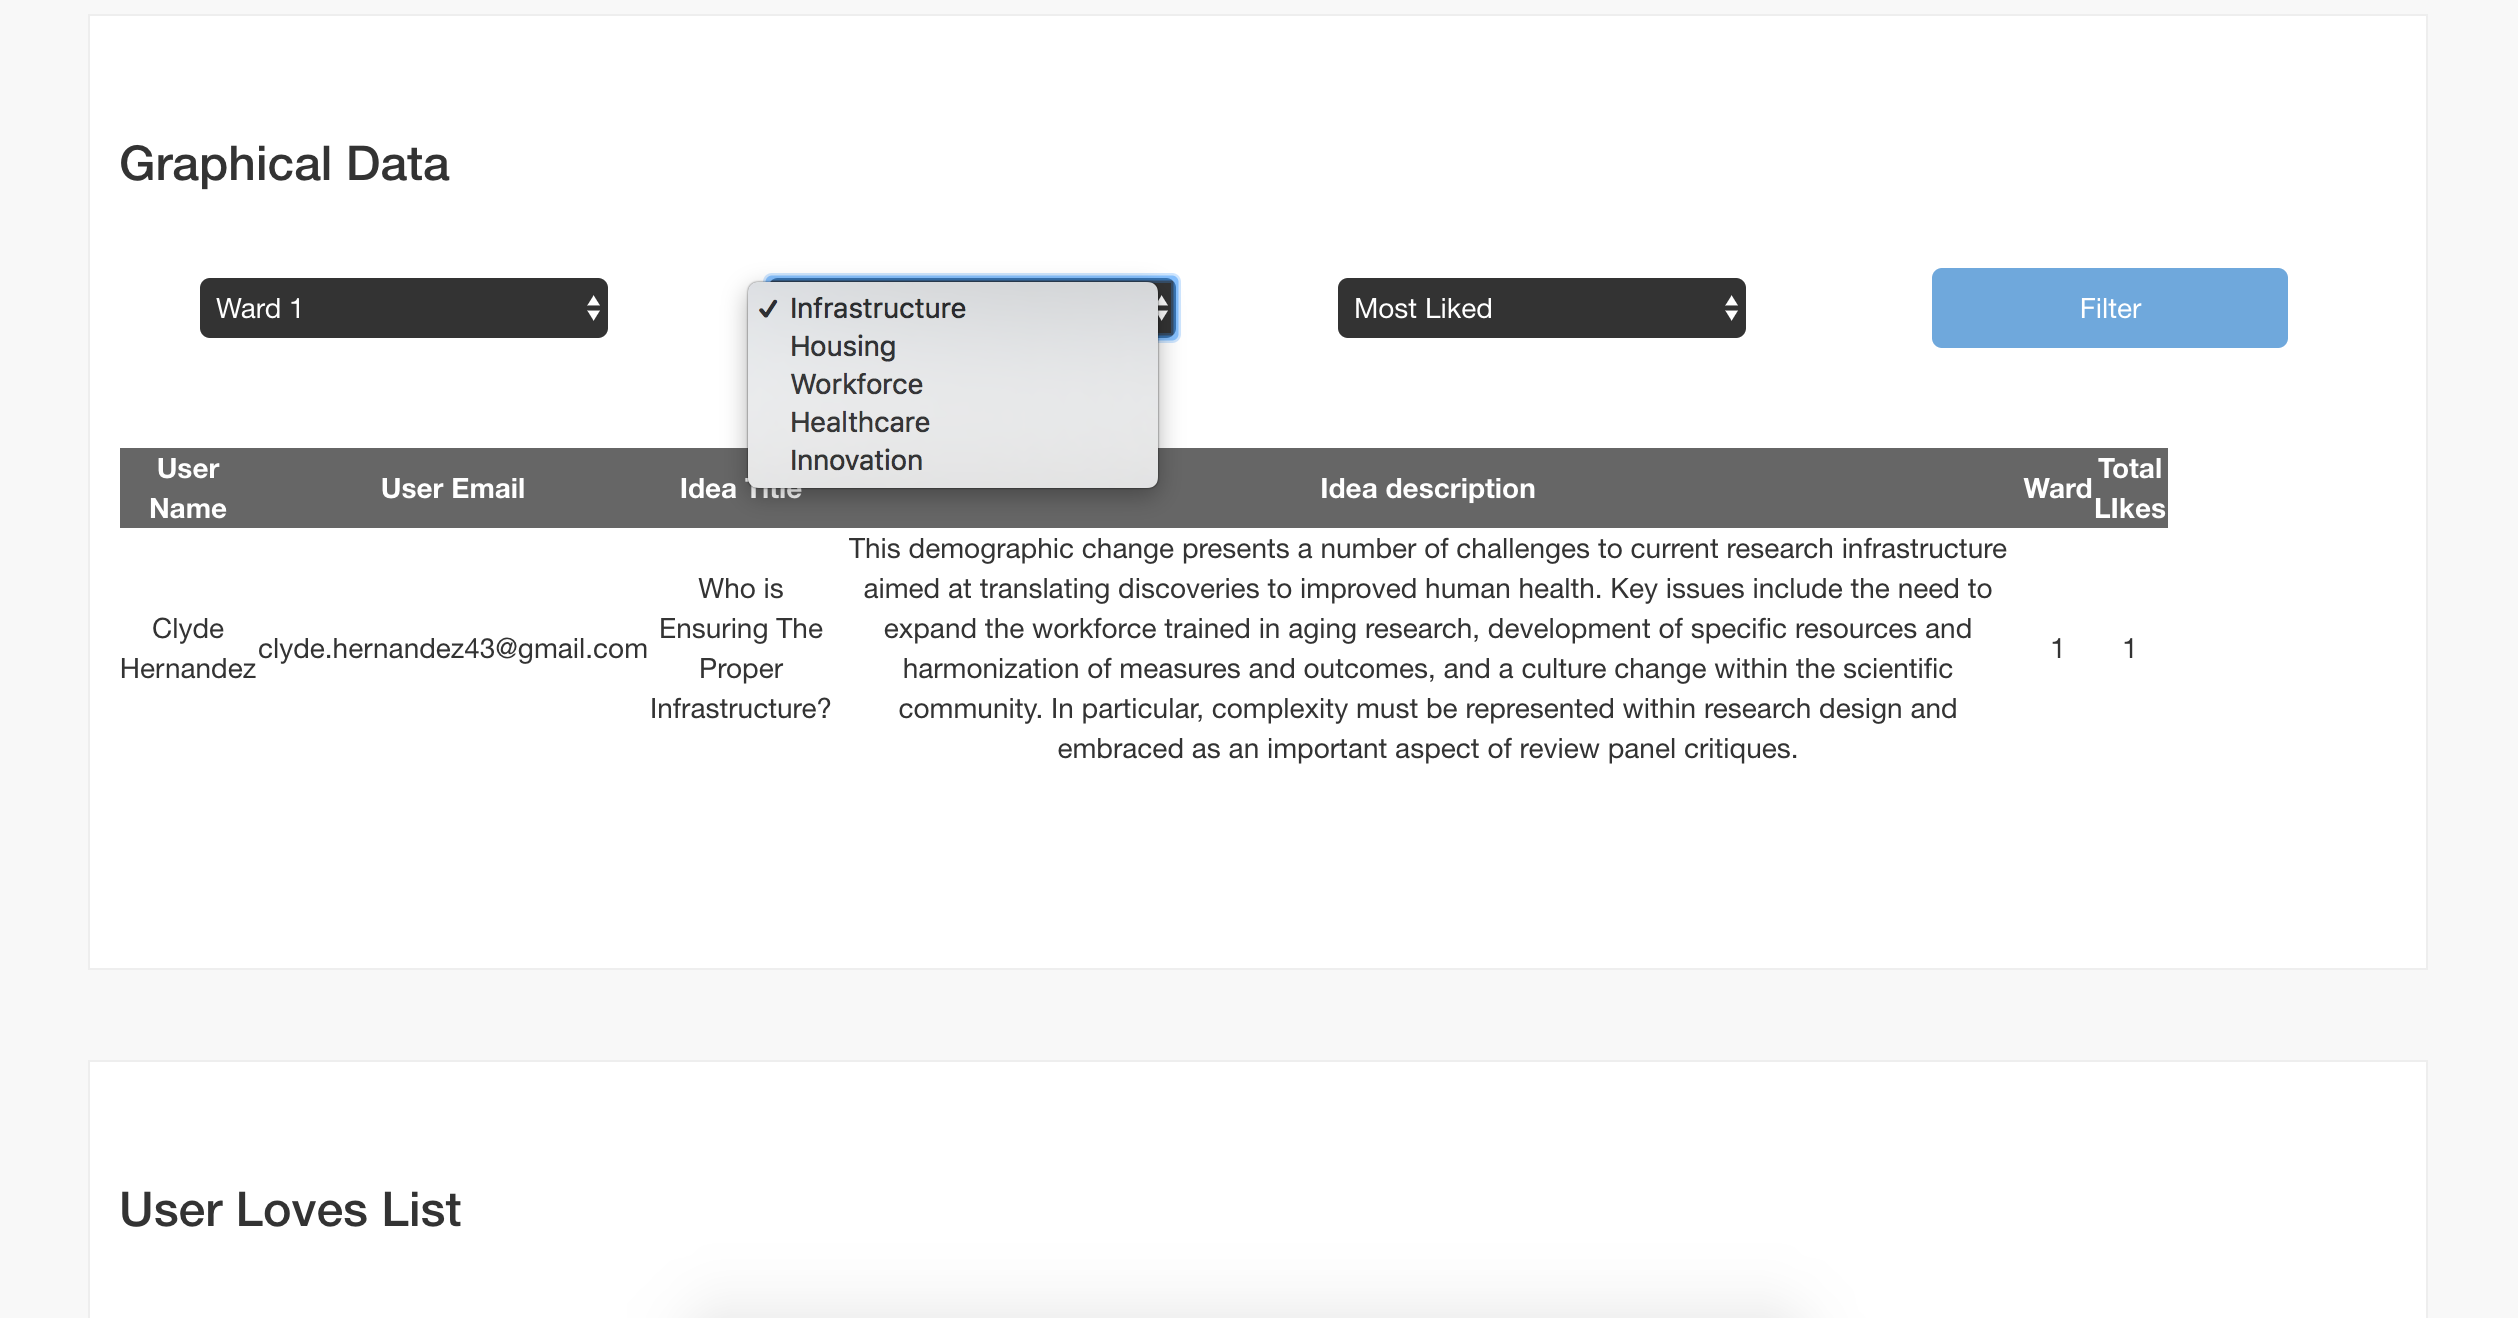 Graphical Data
Ward 1
✓ Infrastructure
Housing
Workforce
Healthcare
Innovation
Most Liked
Filter
User
Name
User Email
Idea Title
Idea description
Ward
Total
LIkes
Clyde
Hernandez
clyde.hernandez43@gmail.com
Who is
Ensuring The
Proper
Infrastructure?
This demographic change presents a number of challenges to current research infrastructure
aimed at translating discoveries to improved human health. Key issues include the need to
expand the workforce trained in aging research, development of specific resources and
harmonization of measures and outcomes, and a culture change within the scientific
community. In particular, complexity must be represented within research design and
embraced as an important aspect of review panel critiques.
1
1
User Loves List